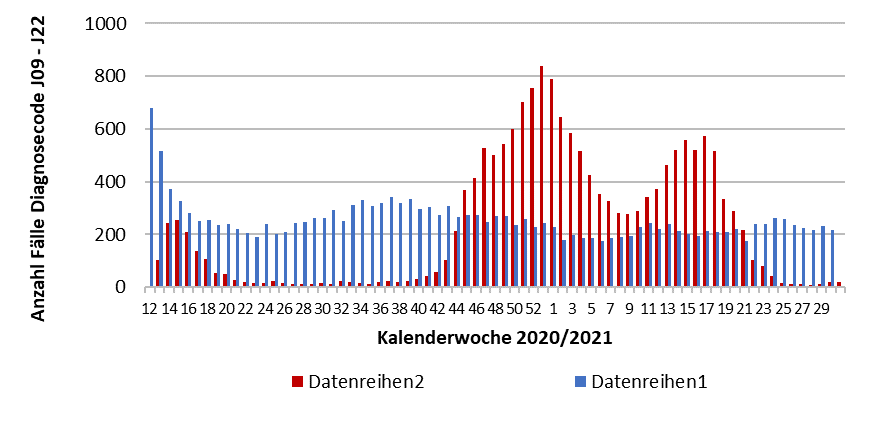 Anzahl Fälle Diagnosecode J09 - J22
1000
800
600
400
200
0
12 14 16 18 20 22 24 26 28 30 32 34 36 38 40 42 44 46 48 50 52 1 3 5 7 9 11 13 15 17 19 21 23 25 27 29
Kalenderwoche 2020/2021
Datenreihen2 Datenreihen1